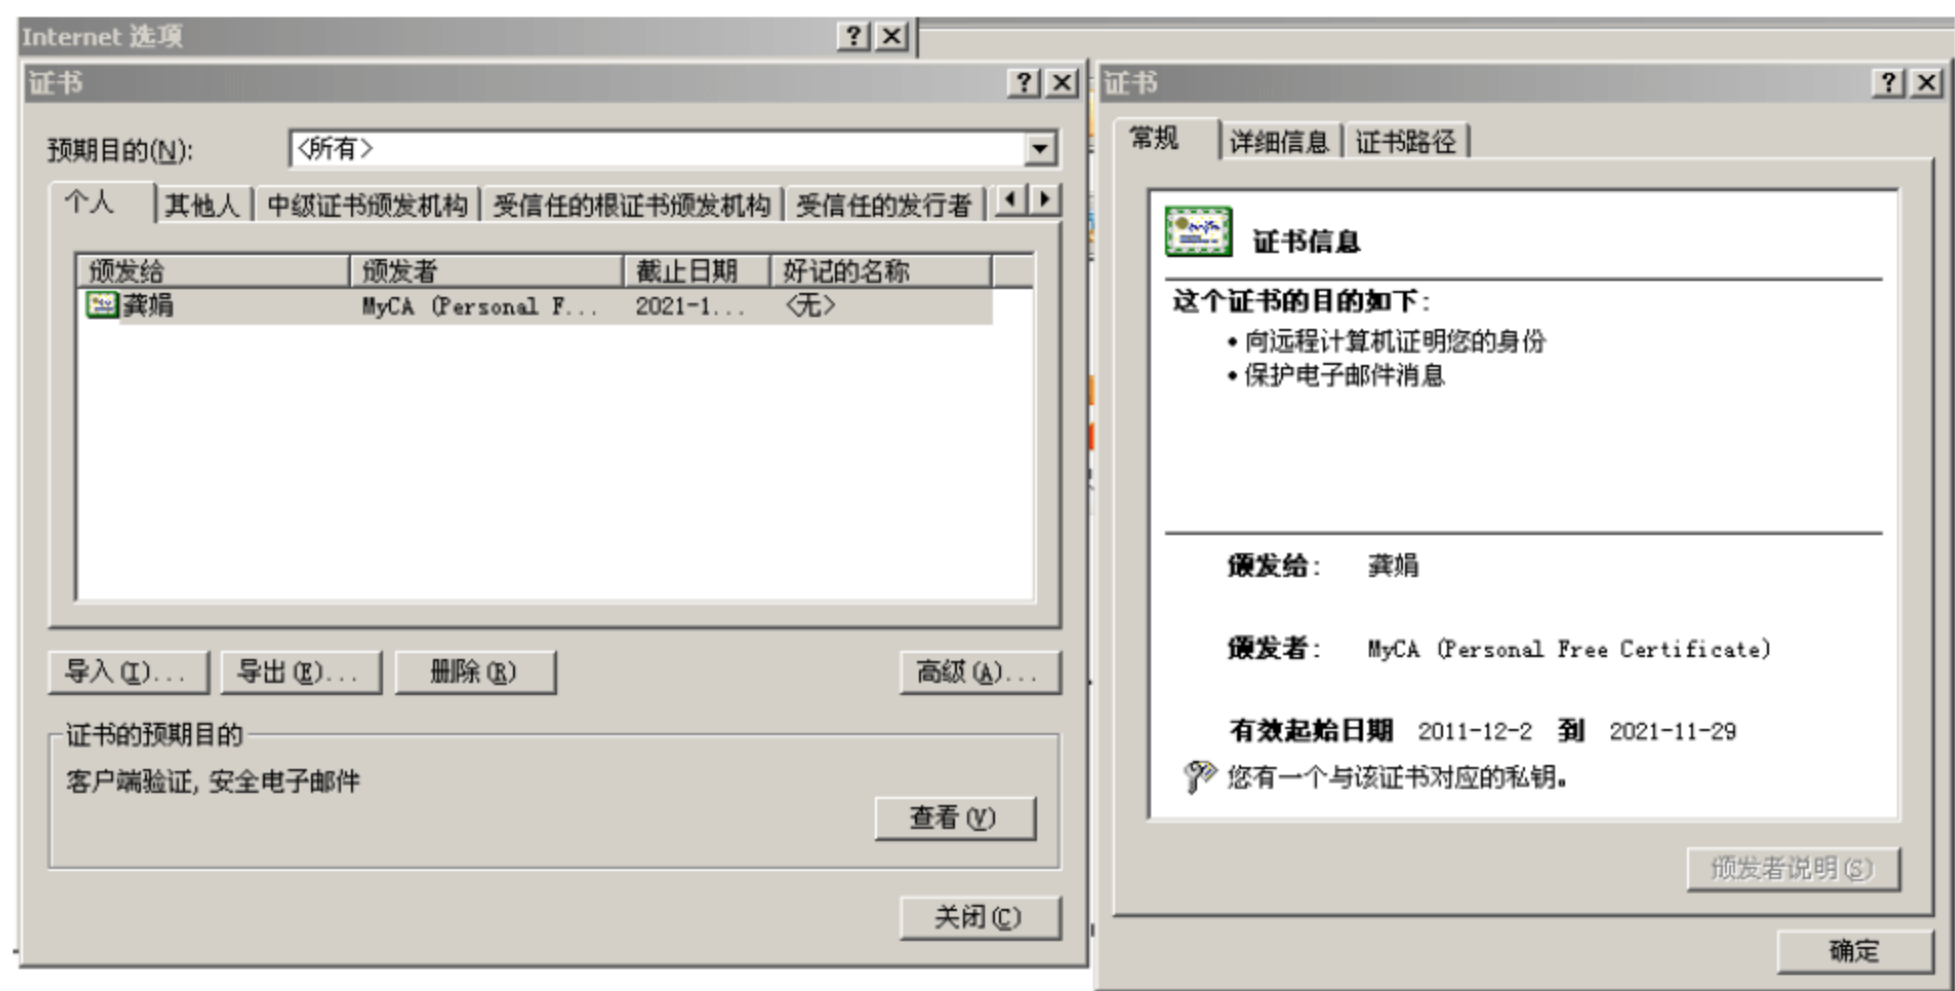 Internet 选项
证书
预期目的(N):
<所有>
个人
其他人
中级证书颁发机构
受信任的根证书颁发机构
受信任的发行者
颁发给
颁发者
截止日期
好记的名称
龚娟
MyCA (Personal F...
2021-1...
<无>
导入(I)...
导出(E)...
删除(R)
高级(A)...
证书的预期目的
客户端验证, 安全电子邮件
查看(V)
关闭(C)
证书
常规
详细信息
证书路径
证书信息
这个证书的目的如下:
•向远程计算机证明您的身份
•保护电子邮件消息
颁发给: 龚娟
颁发者: MyCA (Personal Free Certificate)
有效起始日期 2011-12-2 到 2021-11-29
您有一个与该证书对应的私钥。
颁发者说明(S)
确定